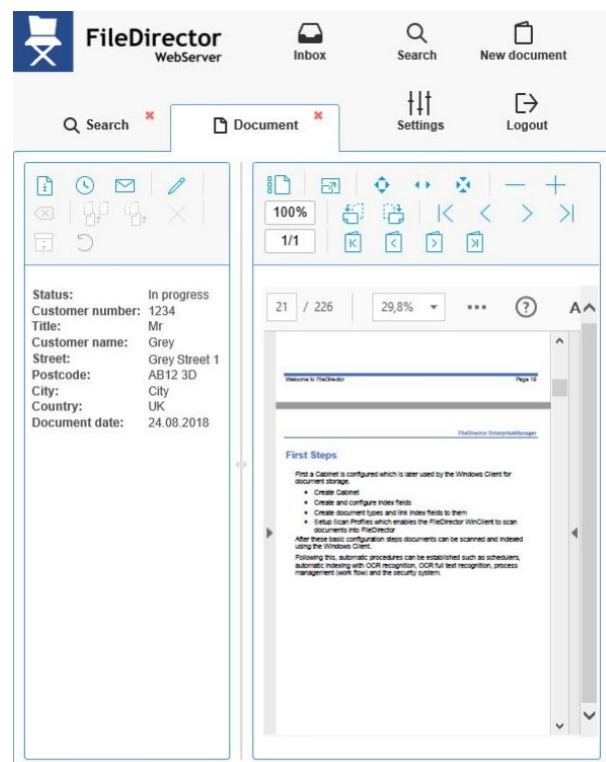 FileDirector
WebServer
Inbox
Search
New document
Search
Document
Settings
Logout
100%
1/1
Status: In progress
Customer number: 1234
Title: Mr
Customer name: Grey
Street: Grey Street 1
Postcode: AB12 3D
City: City
Country: UK
Document date: 24.08.2018
21 / 226 29,8% ••• ? A
Welcome to FileDirector Page 18
FileDirector EnterpriseManager
First Steps
First a Cabinet is configured which is later used by the Windows Client for
document storage.
• Create Cabinet
• Create and configure index fields
• Create document types and link index fields to them
• Setup Scan Profiles which enables the FileDirector WinClient to scan
documents into FileDirector
After these basic configuration steps documents can be scanned and indexed
using the Windows Client.
Following this, automatic procedures can be established such as schedulers,
automatic indexing with OCR recognition, OCR full text recognition, process
management (work flow) and the security system.